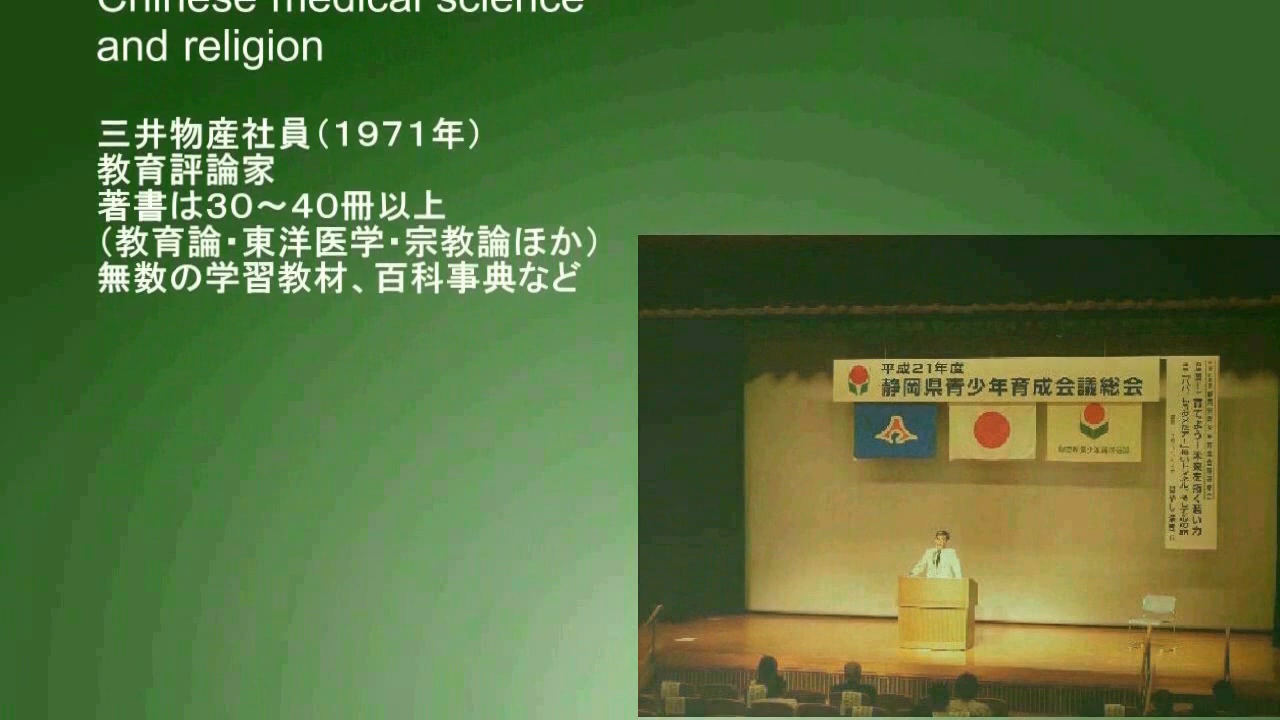 Chinese medical science
and religion
三井物産社員（１９７１年）
教育評論家
著書は３０～４０冊以上
（教育論・東洋医学・宗教論ほか）
無数の学習教材、百科事典など
平成21年度
静岡県青少年育成会議総会